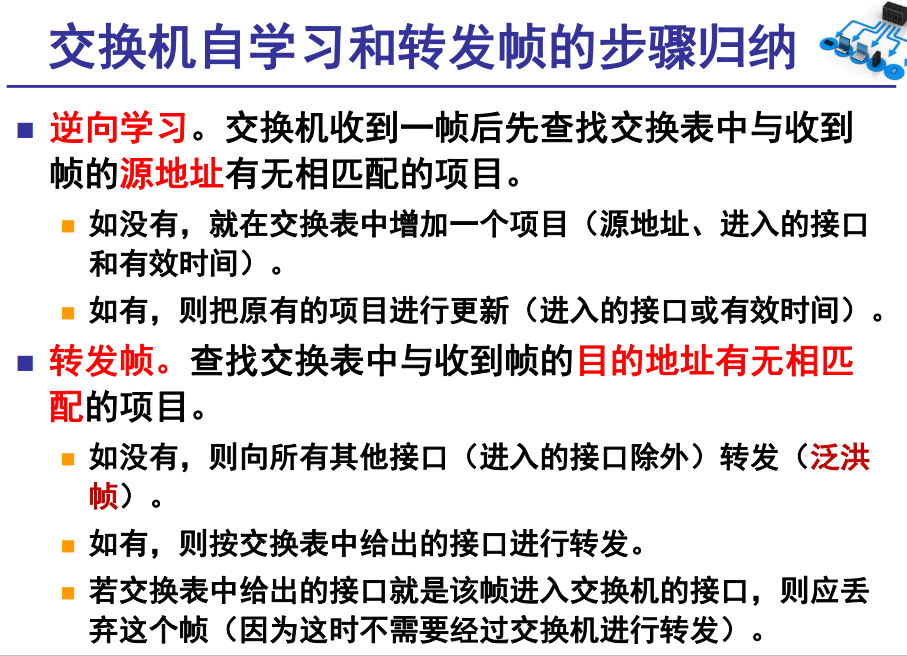 交换机自学习和转发帧的步骤归纳
逆向学习。交换机收到一帧后先查找交换表中与收到
帧的源地址有无相匹配的项目。
如没有，就在交换表中增加一个项目（源地址、进入的接口
和有效时间）。
如有，则把原有的项目进行更新（进入的接口或有效时间）。
转发帧。查找交换表中与收到帧的目的地址有无相匹
配的项目。
如没有，则向所有其他接口（进入的接口除外）转发（泛洪
帧）。
如有，则按交换表中给出的接口进行转发。
若交换表中给出的接口就是该帧进入交换机的接口，则应丢
弃这个帧（因为这时不需要经过交换机进行转发）。